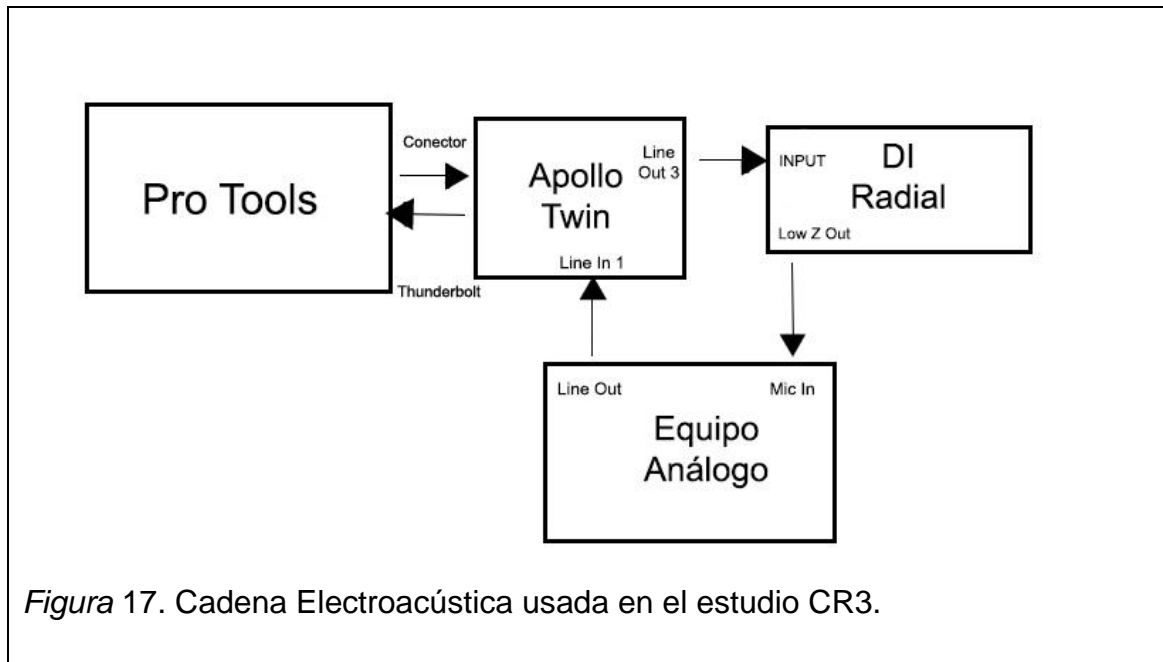 Pro Tools
Conector
Thunderbolt
Apollo
Twin
Line
Out 3
Line In 1
INPUT
DI
Radial
Low Z Out
Line Out
Mic In
Equipo
Análogo
Figura 17. Cadena Electroacústica usada en el estudio CR3.